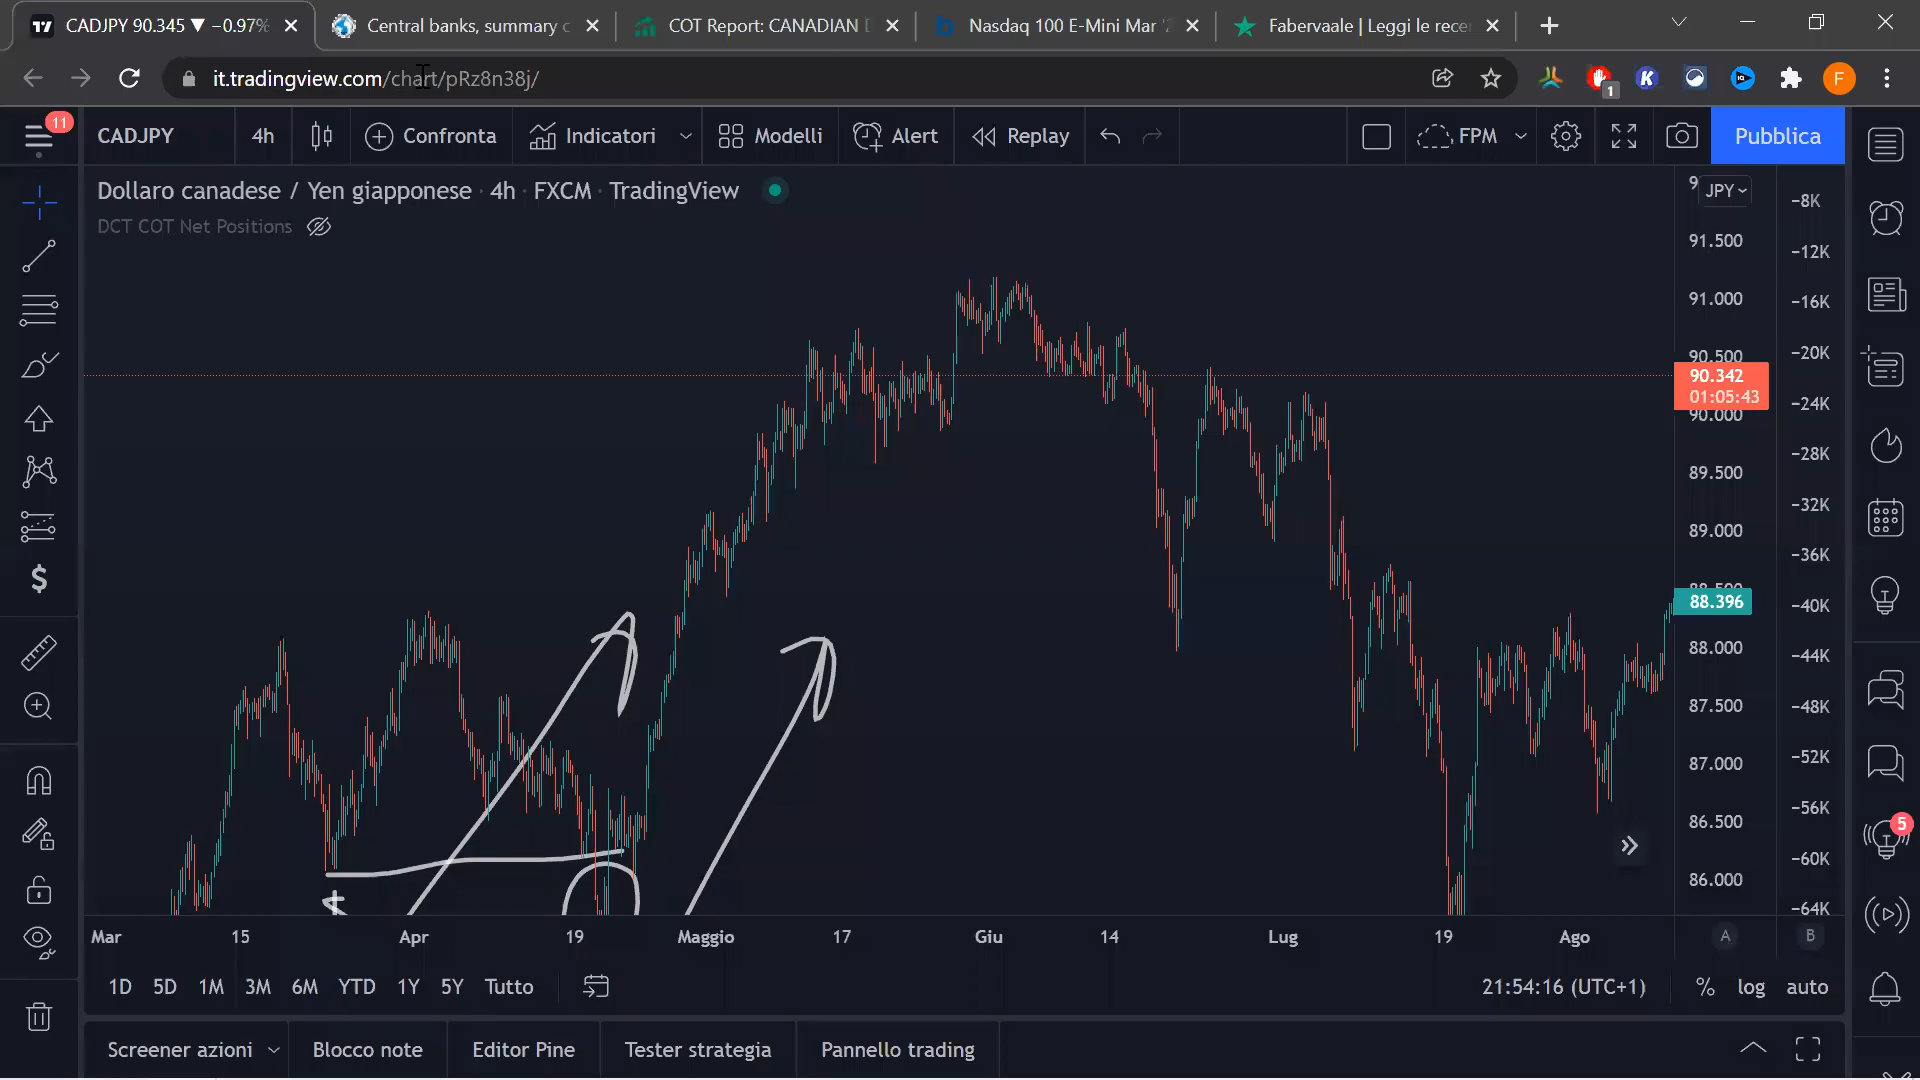 CADJPY 90.345 ▼ −0.97%
Central banks, summary c
COT Report: CANADIAN D
Nasdaq 100 E-Mini Mar '2
Fabervaale | Leggi le rece
it.tradingview.com/chart/pRz8n38j/
1
F
11
CADJPY
4h
Confronta
Indicatori
Modelli
Alert
Replay
FPM
Pubblica
Dollaro canadese / Yen giapponese · 4h · FXCM · TradingView
DCT COT Net Positions
JPY
91.500
91.000
90.500
90.342
01:05:43
90.000
89.500
89.000
88.500
88.396
88.000
87.500
87.000
86.500
86.000
−8K
−12K
−16K
−20K
−24K
−28K
−32K
−36K
−40K
−44K
−48K
−52K
−56K
−60K
−64K
5
Mar 15 Apr 19 Maggio 17 Giu 14 Lug 19 Ago
A
B
1D 5D 1M 3M 6M YTD 1Y 5Y Tutto
21:54:16 (UTC+1)
% log auto
Screener azioni
Blocco note
Editor Pine
Tester strategia
Pannello trading